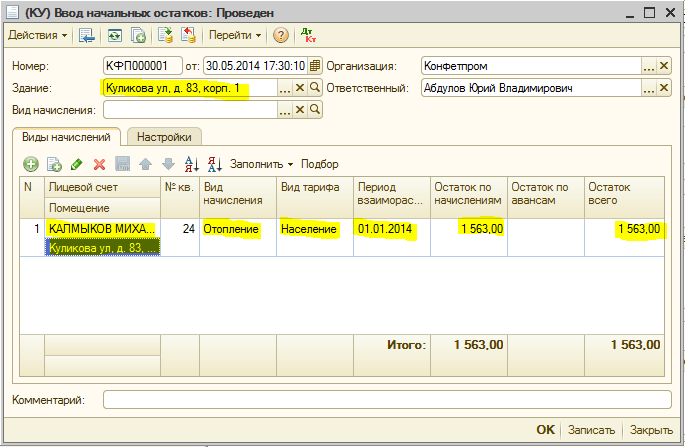 (КУ) Ввод начальных остатков: Проведен
Действия Перейти Дт Кт
Номер: КФП000001 от: 30.05.2014 17:30:10 Организация: Конфетпром
Здание: Куликова ул, д. 83, корп. 1 Ответственный: Абдулов Юрий Владимирович
Вид начисления:
Виды начислений Настройки
Заполнить Подбор
N Лицевой счет № кв. Вид начисления Вид тарифа Период взаиморас... Остаток по начислениям Остаток по авансам Остаток всего
Помещение
1 КАЛМЫКОВ МИХА... 24 Отопление Население 01.01.2014 1 563,00 1 563,00
Куликова ул, д. 83, ...
Итого: 1 563,00 1 563,00
Комментарий:
OK Записать Закрыть